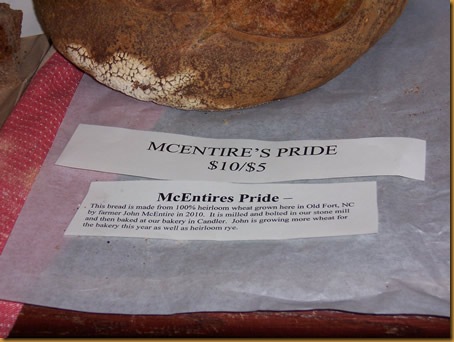 MCENTIRE'S PRIDE
$10/$5
McEntires Pride –
This bread is made from 100% heirloom wheat grown here in Old Fort, NC
by farmer John McEntire in 2010. It is milled and bolted in our stone mill
and then baked at our bakery in Candler. John is growing more wheat for
the bakery this year as well as heirloom rye.